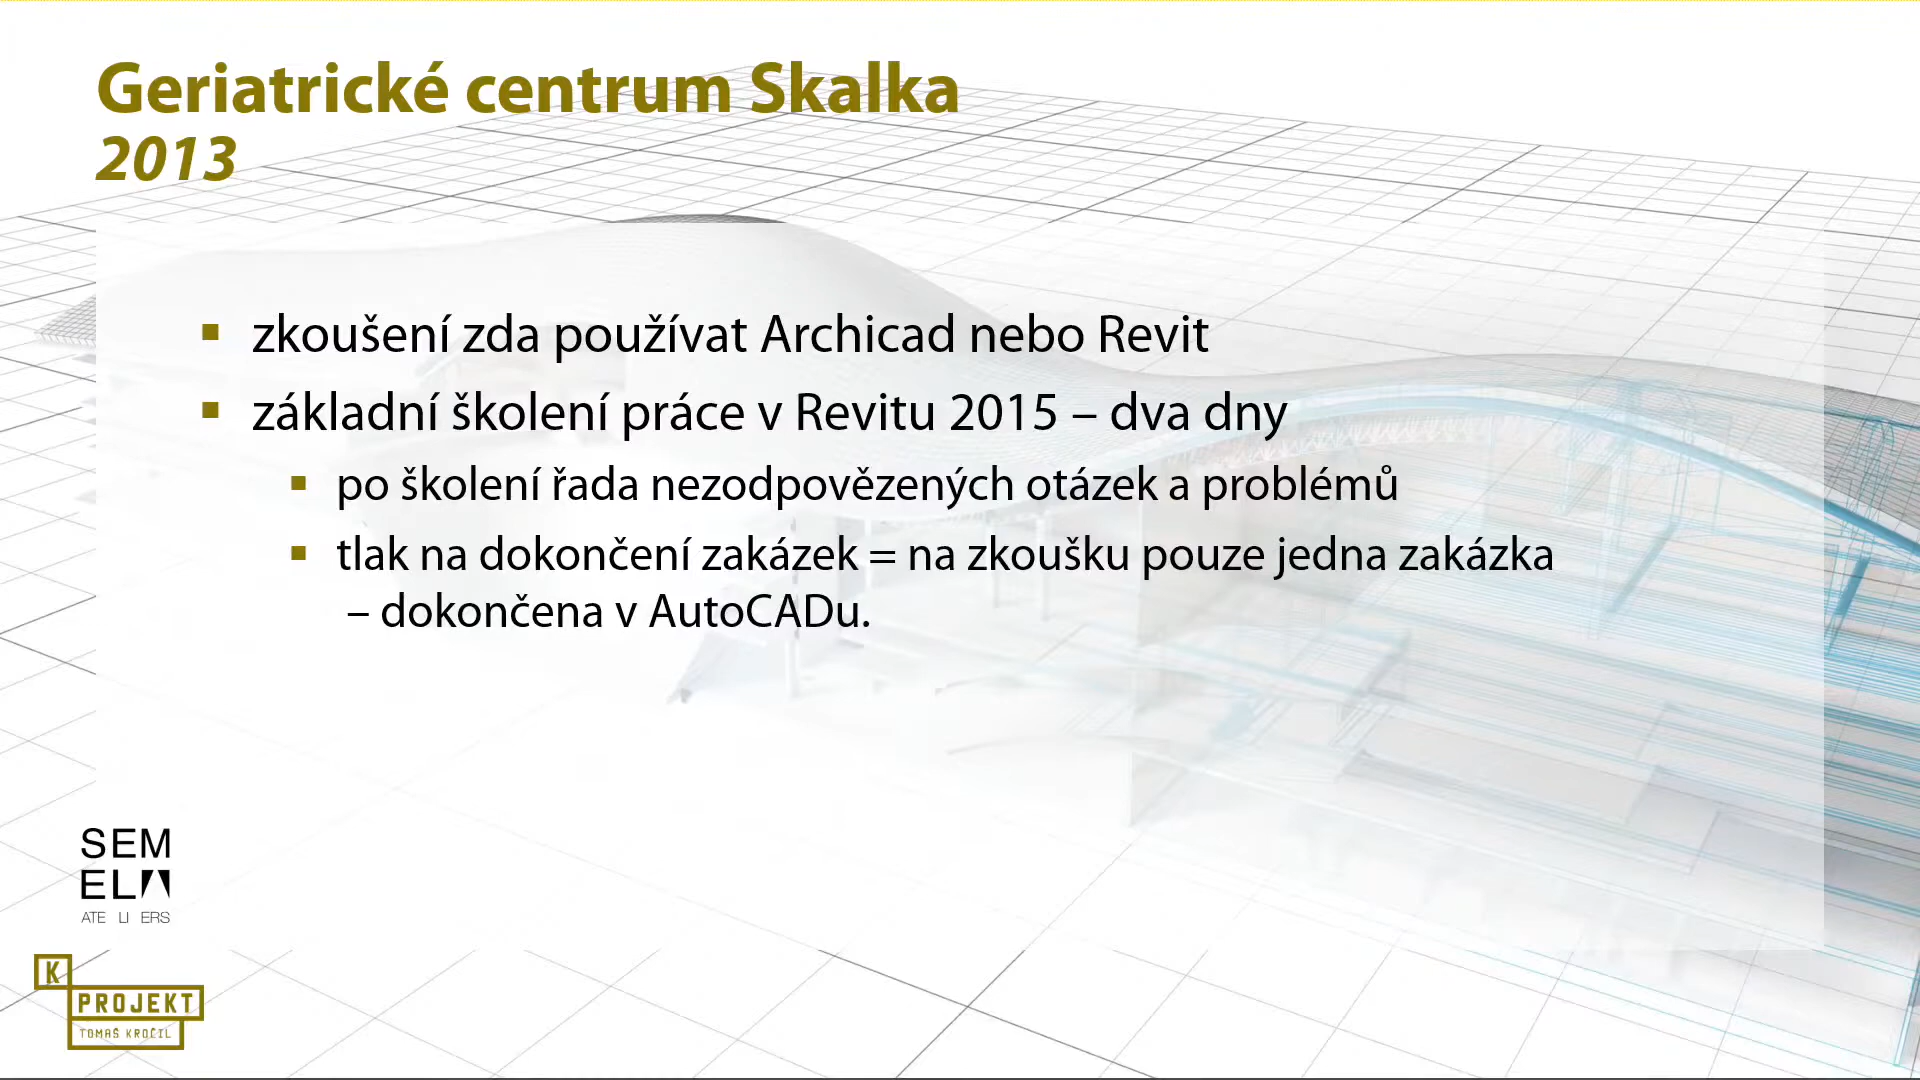 Geriatrické centrum Skalka
2013
zkoušení zda používat Archicad nebo Revit
základní školení práce v Revitu 2015 – dva dny
po školení řada nezodpovězených otázek a problémů
tlak na dokončení zakázek = na zkoušku pouze jedna zakázka
– dokončena v AutoCADu.
SEM
ELA
ATE LI ERS
K
PROJEKT
TOMAŠ KROČIL